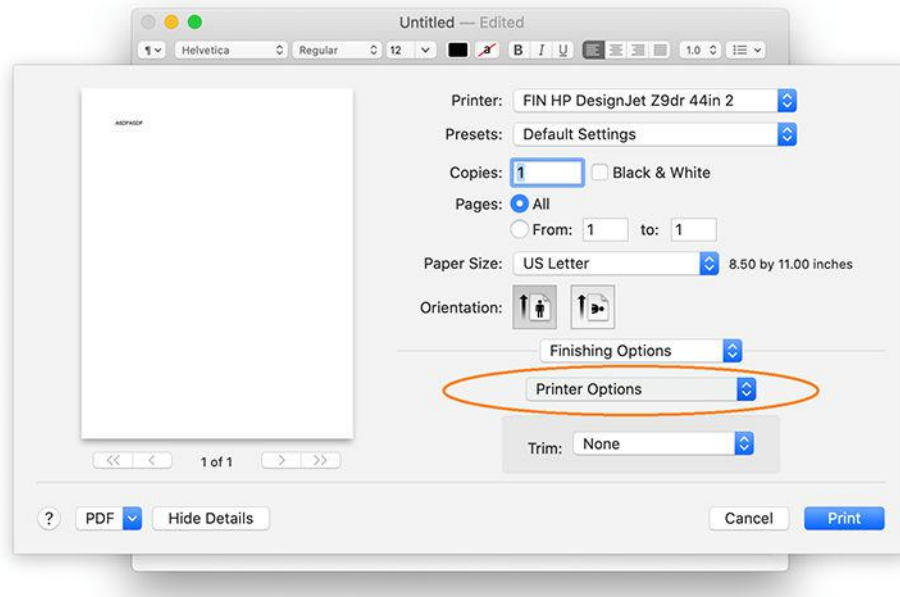 Untitled — Edited
¶ Helvetica Regular 12 a B I U 1.0
ASDFASDF
Printer: FIN HP DesignJet Z9dr 44in 2
Presets: Default Settings
Copies: 1 Black & White
Pages: All
From: 1 to: 1
Paper Size: US Letter 8.50 by 11.00 inches
Orientation:
Finishing Options
Printer Options
Trim: None
<< < 1 of 1 > >>
? PDF Hide Details Cancel Print